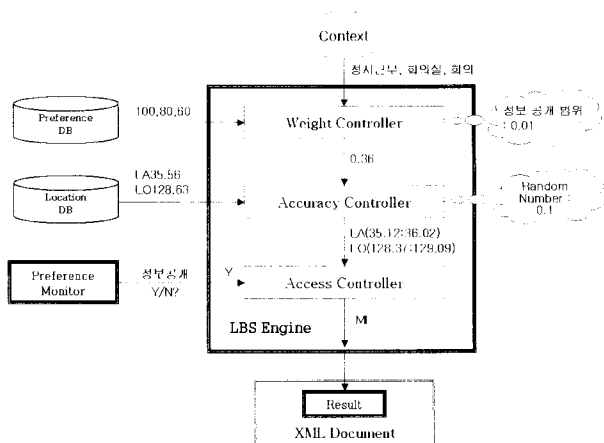 Context
정시근무, 회의실, 회의
Preference
DB
100,80,60
Weight Controller
정보 공개 범위
: 0.01
0.36
LA35.56
LO128.63
Location
DB
Accuracy Controller
Random
Number :
0.1
LA(35.12:36.02)
LO(128.37:129.09)
Preference
Monitor
정보공개
Y/N?
Y
Access Controller
LBS Engine
Result
XML Document